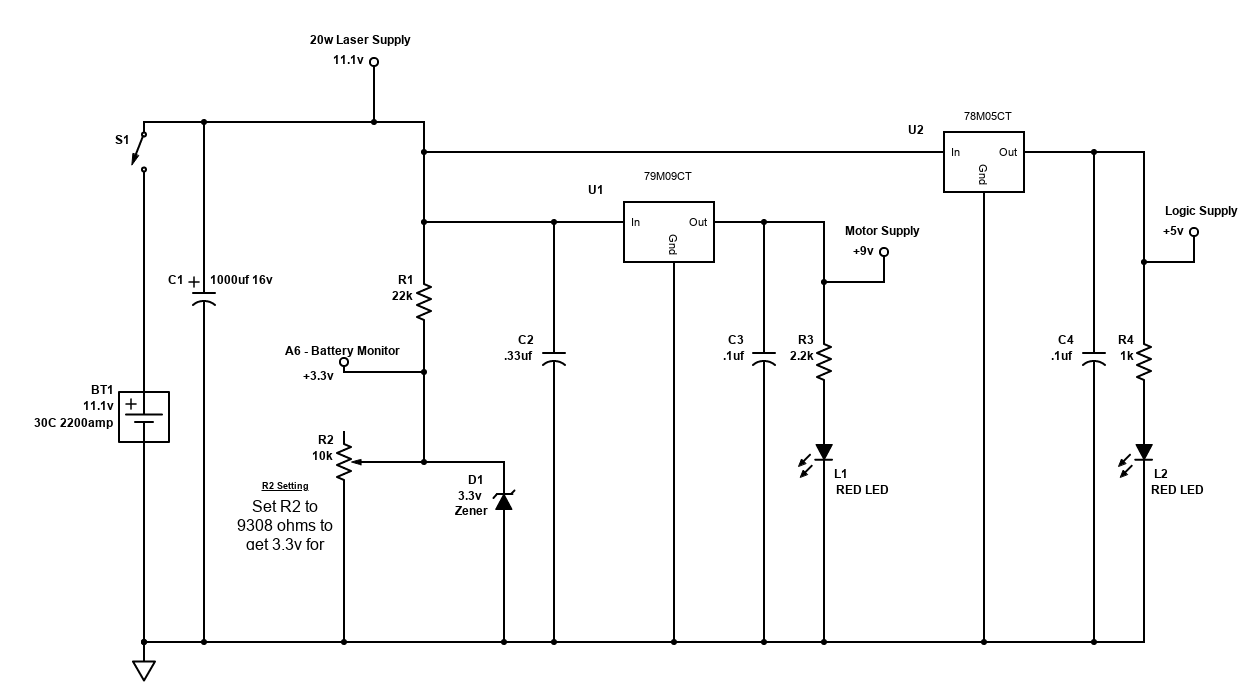 20w Laser Supply
11.1v
S1
78M05CT
U2
In
Out
Gnd
79M09CT
U1
In
Out
Gnd
Logic Supply
+5v
Motor Supply
+9v
C1
1000uf 16v
R1
22k
A6 - Battery Monitor
+3.3v
C2
.33uf
C3
.1uf
R3
2.2k
C4
.1uf
R4
1k
BT1
11.1v
30C 2200amp
R2
10k
R2 Setting
Set R2 to
9308 ohms to
get 3.3v for
D1
3.3v
Zener
L1
RED LED
L2
RED LED